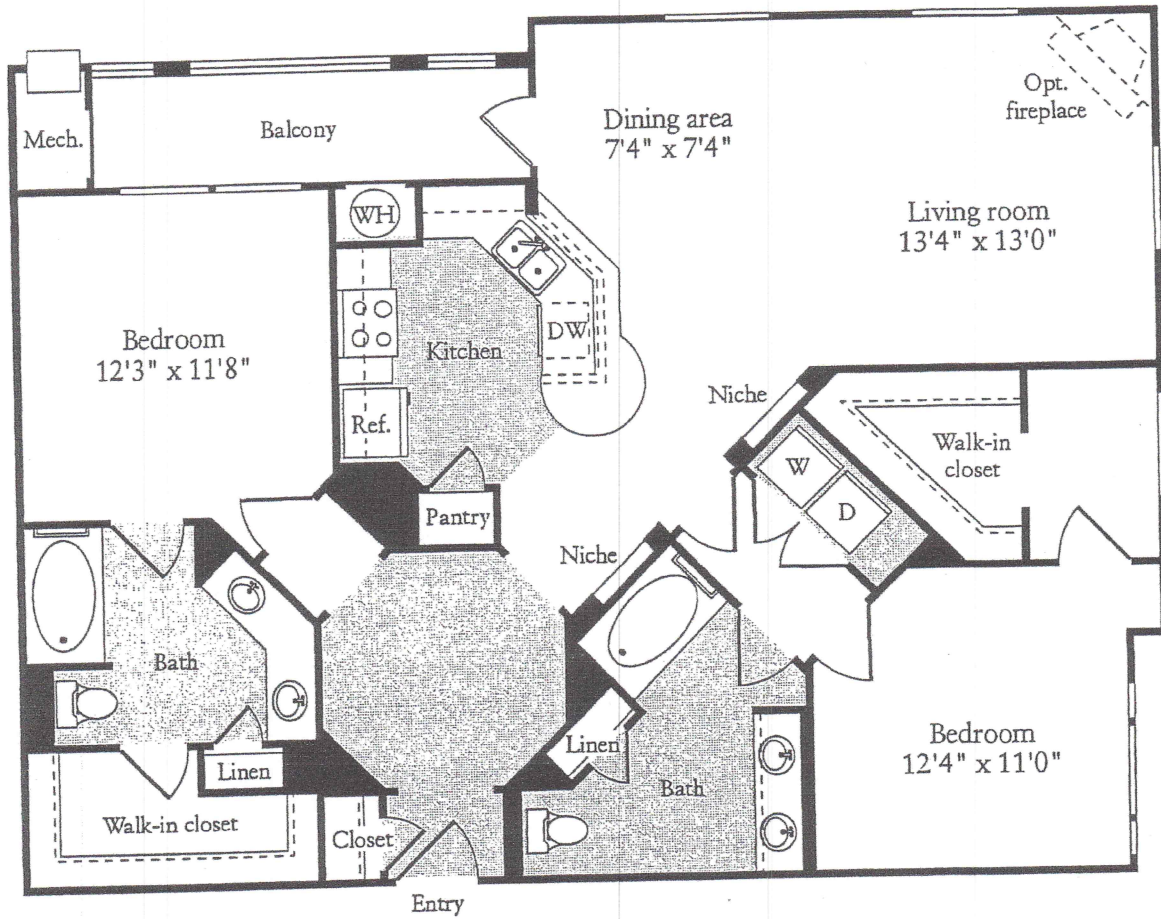 Opt.
fireplace
Mech.
Balcony
Dining area
7'4" x 7'4"
WH
Living room
13'4" x 13'0"
Bedroom
12'3" x 11'8"
Kitchen
DW
Ref.
Niche
Walk-in
closet
W
D
Pantry
Niche
Bath
Bedroom
12'4" x 11'0"
Linen
Linen
Bath
Walk-in closet
Closet
Entry